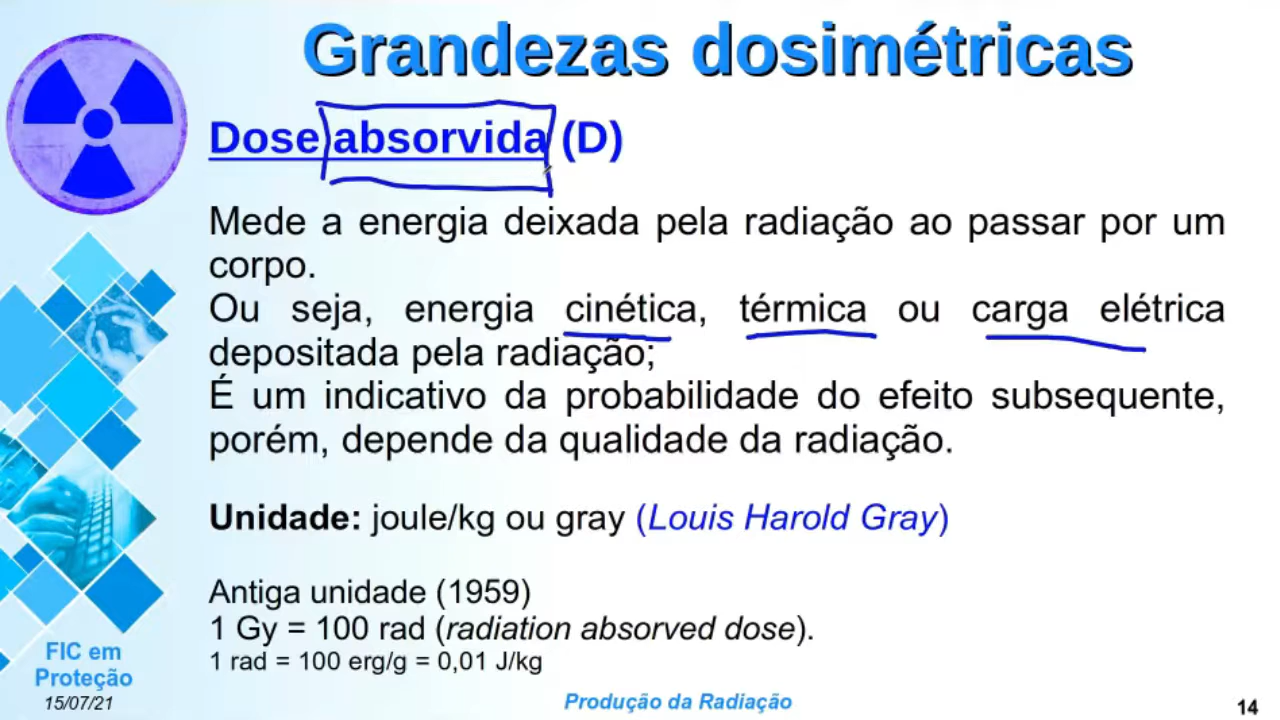 Grandezas dosimétricas
Dose absorvida (D)
Mede a energia deixada pela radiação ao passar por um
corpo.
Ou seja, energia cinética, térmica ou carga elétrica
depositada pela radiação;
É um indicativo da probabilidade do efeito subsequente,
porém, depende da qualidade da radiação.
Unidade: joule/kg ou gray (Louis Harold Gray)
Antiga unidade (1959)
1 Gy = 100 rad (radiation absorved dose).
1 rad = 100 erg/g = 0,01 J/kg
FIC em
Proteção
15/07/21
Produção da Radiação
14